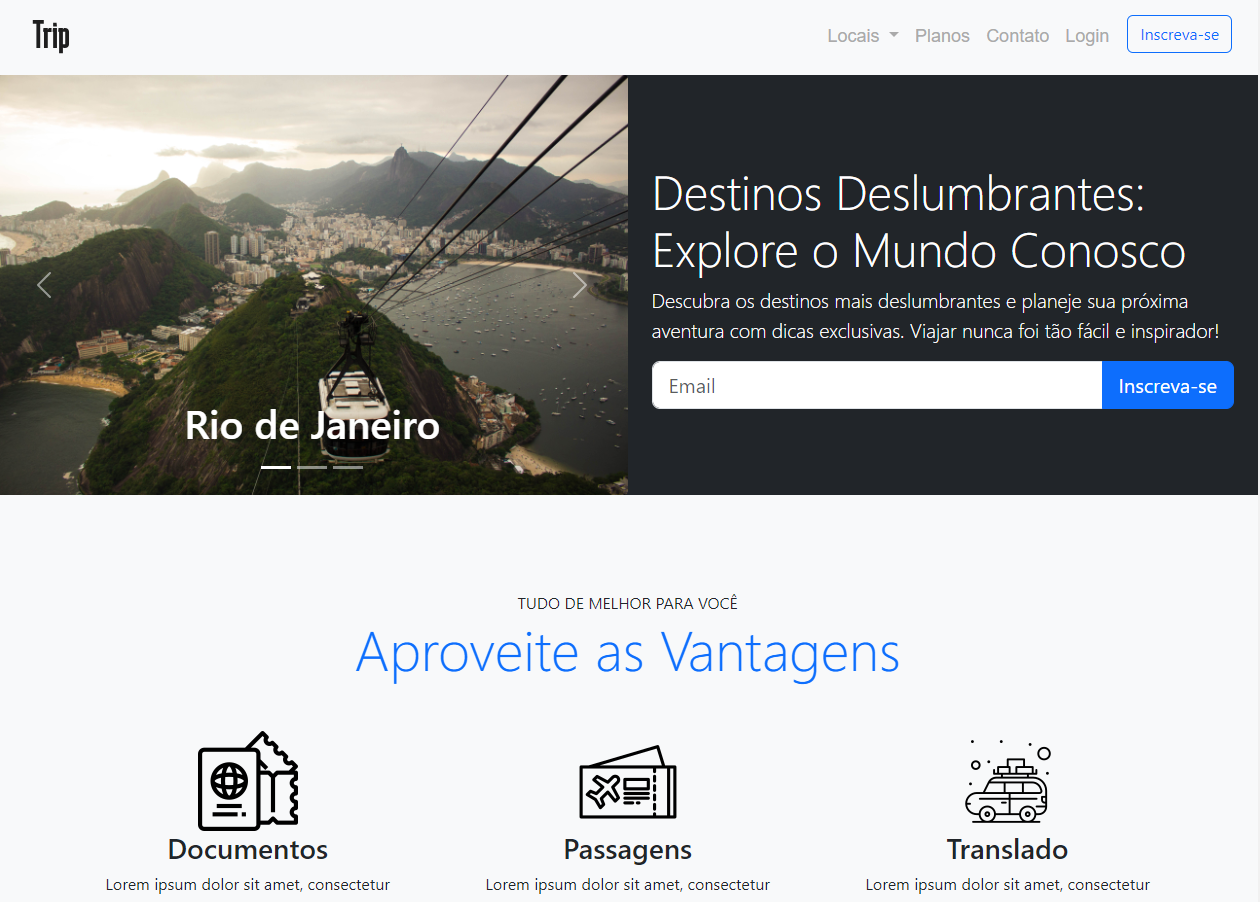 Trip
Locais Planos Contato Login Inscreva-se
Destinos Deslumbrantes:
Explore o Mundo Conosco
Descubra os destinos mais deslumbrantes e planeje sua próxima
aventura com dicas exclusivas. Viajar nunca foi tão fácil e inspirador!
Email Inscreva-se
Rio de Janeiro
TUDO DE MELHOR PARA VOCÊ
Aproveite as Vantagens
Documentos
Lorem ipsum dolor sit amet, consectetur
Passagens
Lorem ipsum dolor sit amet, consectetur
Translado
Lorem ipsum dolor sit amet, consectetur